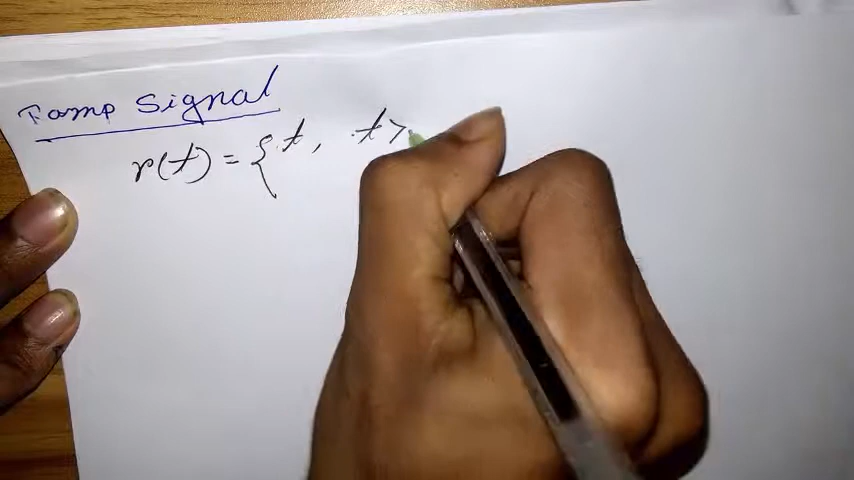 Ramp Signal
r(t) = { t, t>